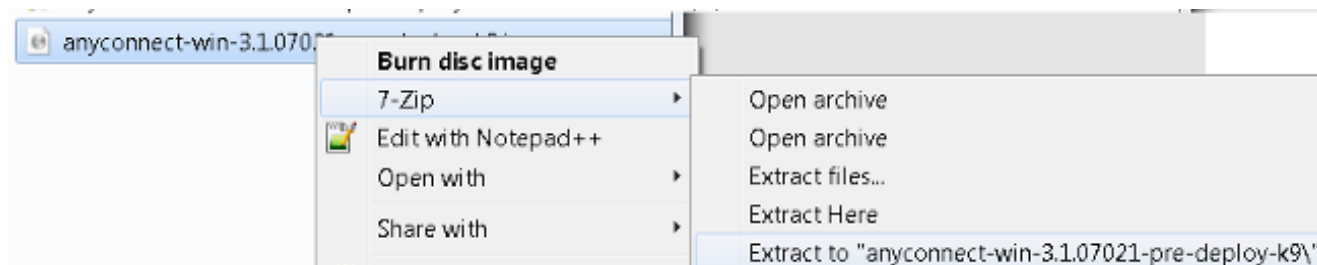 anyconnect-win-3.1.070
Burn disc image
7-Zip
Edit with Notepad++
Open with
Share with
Open archive
Open archive
Extract files...
Extract Here
Extract to "anyconnect-win-3.1.07021-pre-deploy-k9\"